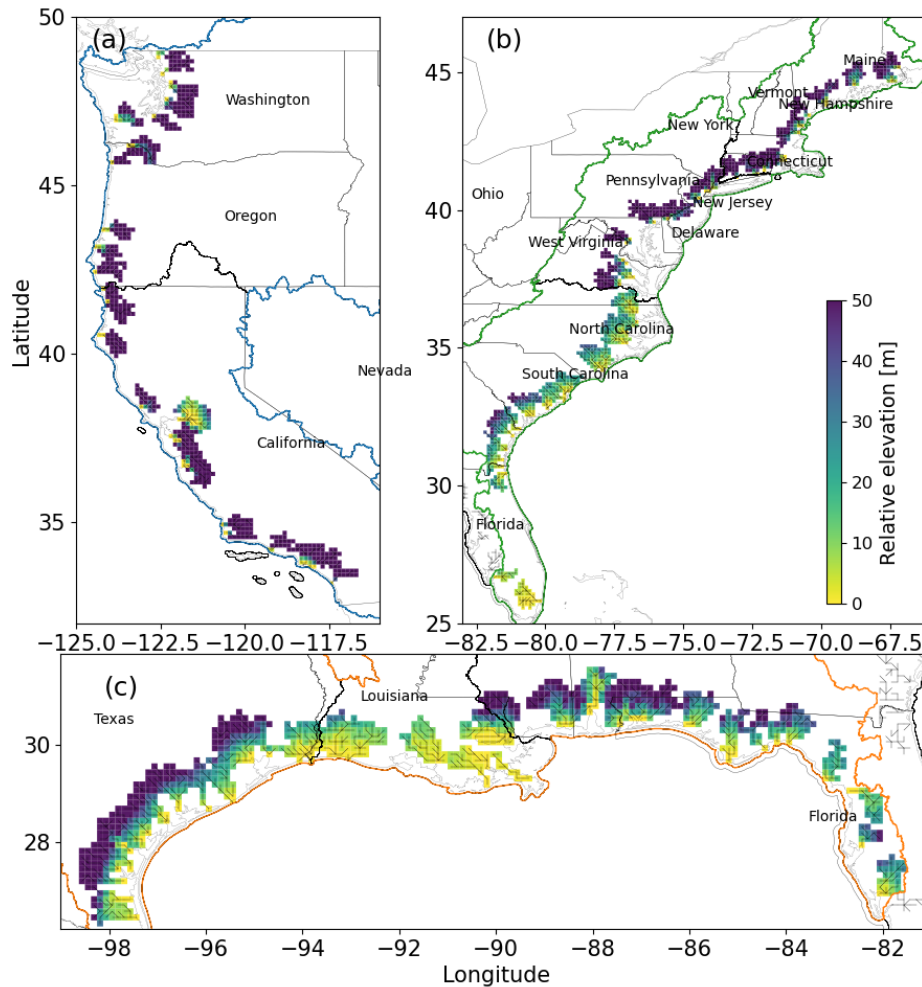 (a)
50
45
40
35
Latitude
Washington
Oregon
Nevada
California
−125.0
−122.5
−120.0
−117.5
(b)
45
40
35
30
25
Maine
Vermont
New Hampshire
New York
Connecticut
Pennsylvania
New Jersey
Ohio
Delaware
West Virginia
North Carolina
South Carolina
Florida
−82.5
−80.0
−77.5
−75.0
−72.5
−70.0
−67.5
50
40
30
20
10
0
Relative elevation [m]
(c)
Texas
Louisiana
Florida
30
28
−98
−96
−94
−92
−90
−88
−86
−84
−82
Longitude